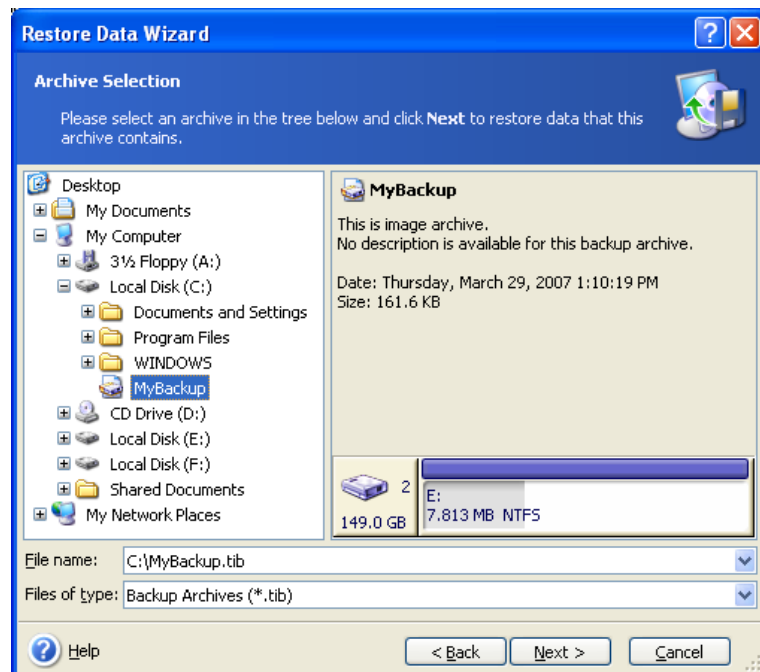 Restore Data Wizard
Archive Selection
Please select an archive in the tree below and click Next to restore data that this
archive contains.
Desktop
My Documents
My Computer
3½ Floppy (A:)
Local Disk (C:)
Documents and Settings
Program Files
WINDOWS
MyBackup
CD Drive (D:)
Local Disk (E:)
Local Disk (F:)
Shared Documents
My Network Places
MyBackup
This is image archive.
No description is available for this backup archive.
Date: Thursday, March 29, 2007 1:10:19 PM
Size: 161.6 KB
2
149.0 GB
E:
7.813 MB NTFS
File name: C:\MyBackup.tib
Files of type: Backup Archives (*.tib)
Help
< Back
Next >
Cancel